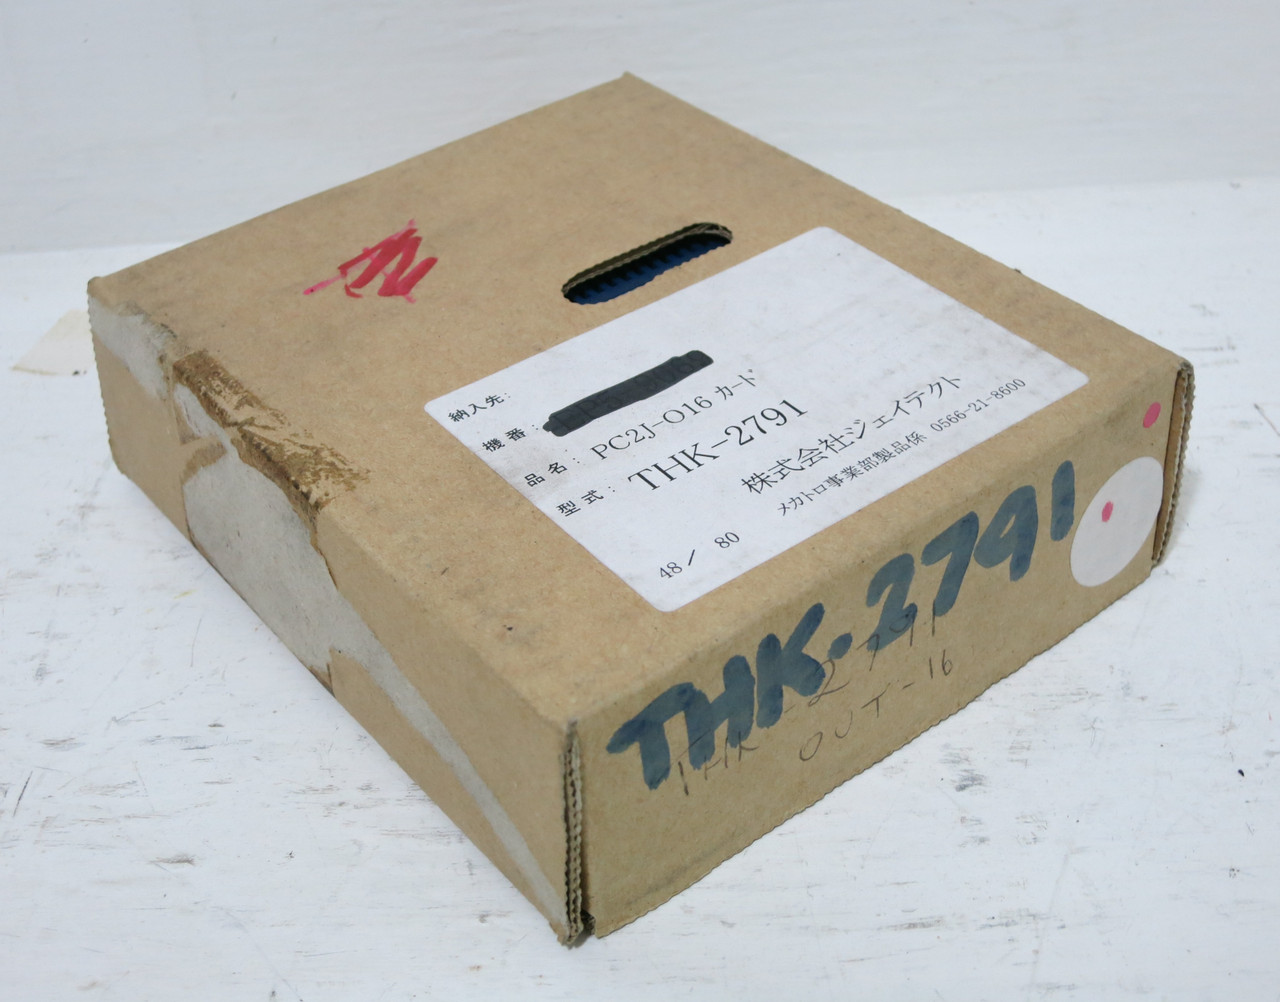 納入先:
機番:
品名: PC2J-O16 カード
型式: THK-2791
株式会社ジェイテクト
48/ 80 メカトロ事業部製品係 0566-21-8600
THK-2791
THK-2791
OUT-16